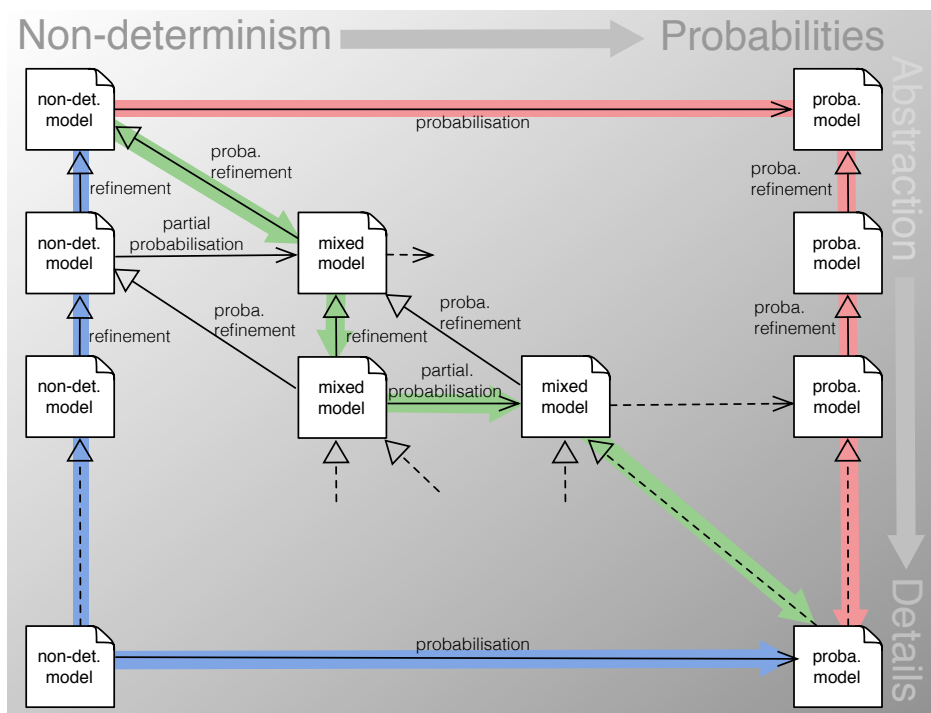 Non-determinism
Probabilities
Abstraction
Details
non-det.
model
probabilisation
proba.
model
refinement
proba.
refinement
proba.
refinement
non-det.
model
partial
probabilisation
mixed
model
proba.
model
refinement
proba.
refinement
refinement
proba.
refinement
proba.
refinement
non-det.
model
mixed
model
partial.
probabilisation
mixed
model
proba.
model
non-det.
model
probabilisation
proba.
model